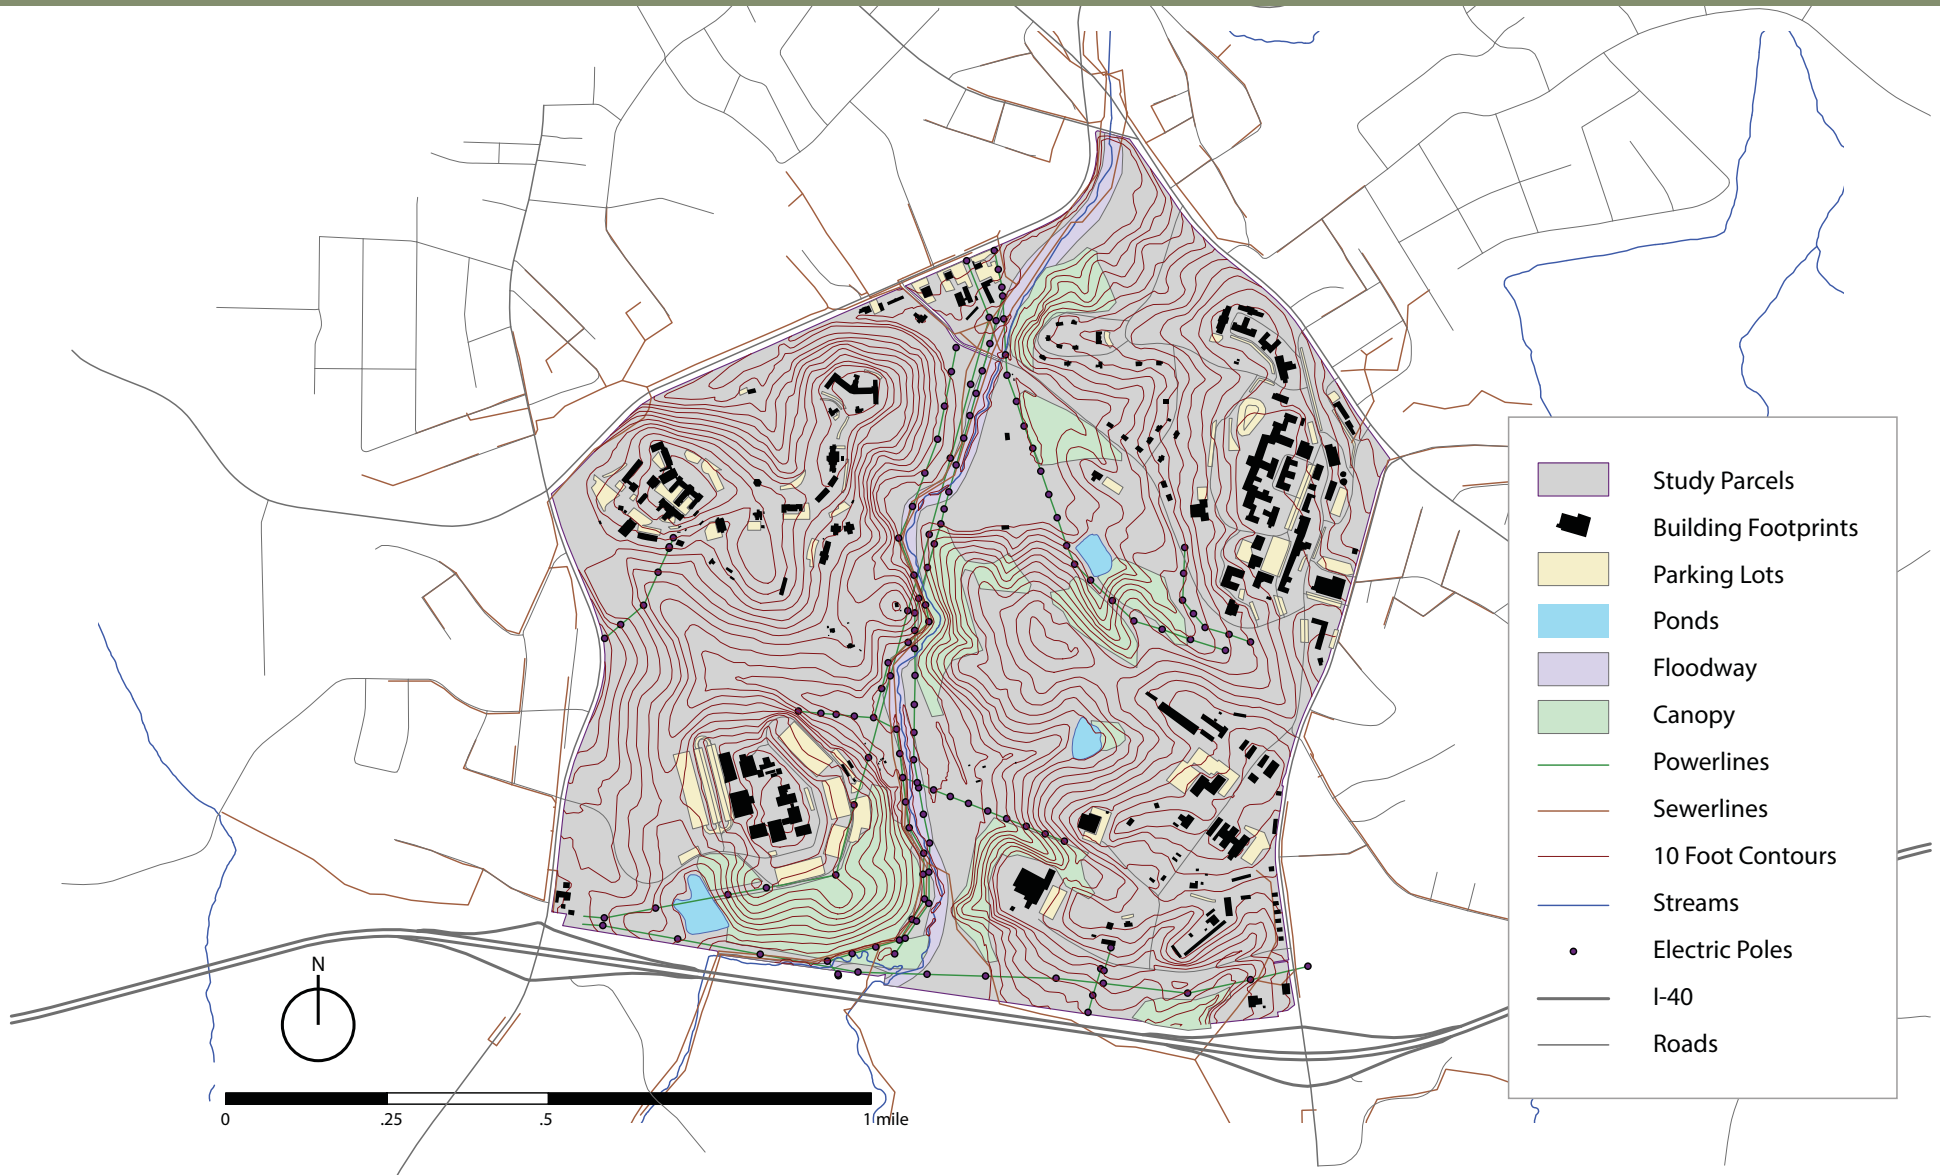 Study Parcels
Building Footprints
Parking Lots
Ponds
Floodway
Canopy
Powerlines
Sewerlines
10 Foot Contours
Streams
Electric Poles
I-40
Roads
N
0 .25 .5 1 mile